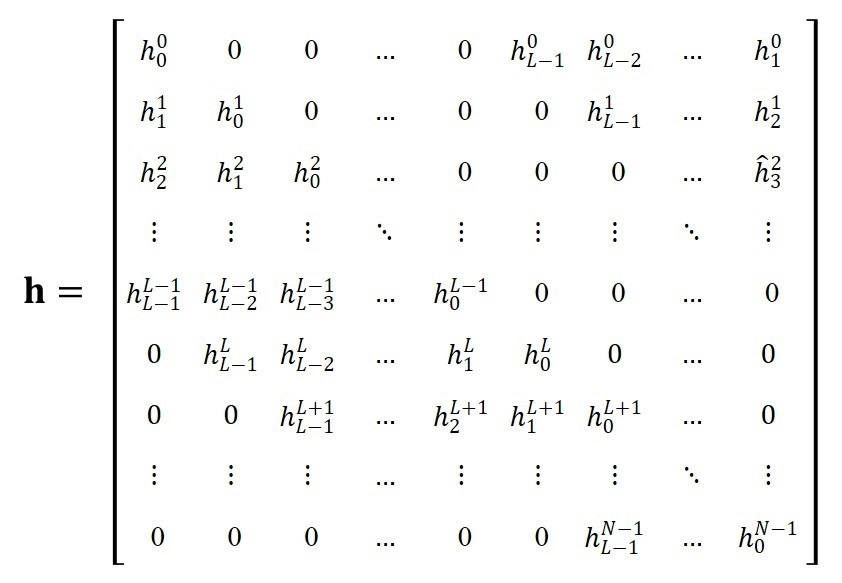 h_0^0 0 0 ... 0 h_{L-1}^0 h_{L-2}^0 ... h_1^0
h_1^1 h_0^1 0 ... 0 0 h_{L-1}^1 ... h_2^1
h_2^2 h_1^2 h_0^2 ... 0 0 0 ... ĥ_3^2
⋮ ⋮ ⋮ ⋱ ⋮ ⋮ ⋮ ⋱ ⋮
h = h_{L-1}^{L-1} h_{L-2}^{L-1} h_{L-3}^{L-1} ... h_0^{L-1} 0 0 ... 0
0 h_{L-1}^L h_{L-2}^L ... h_1^L h_0^L 0 ... 0
0 0 h_{L-1}^{L+1} ... h_2^{L+1} h_1^{L+1} h_0^{L+1} ... 0
⋮ ⋮ ⋮ ... ⋮ ⋮ ⋮ ⋱ ⋮
0 0 0 ... 0 0 h_{L-1}^{N-1} ... h_0^{N-1}